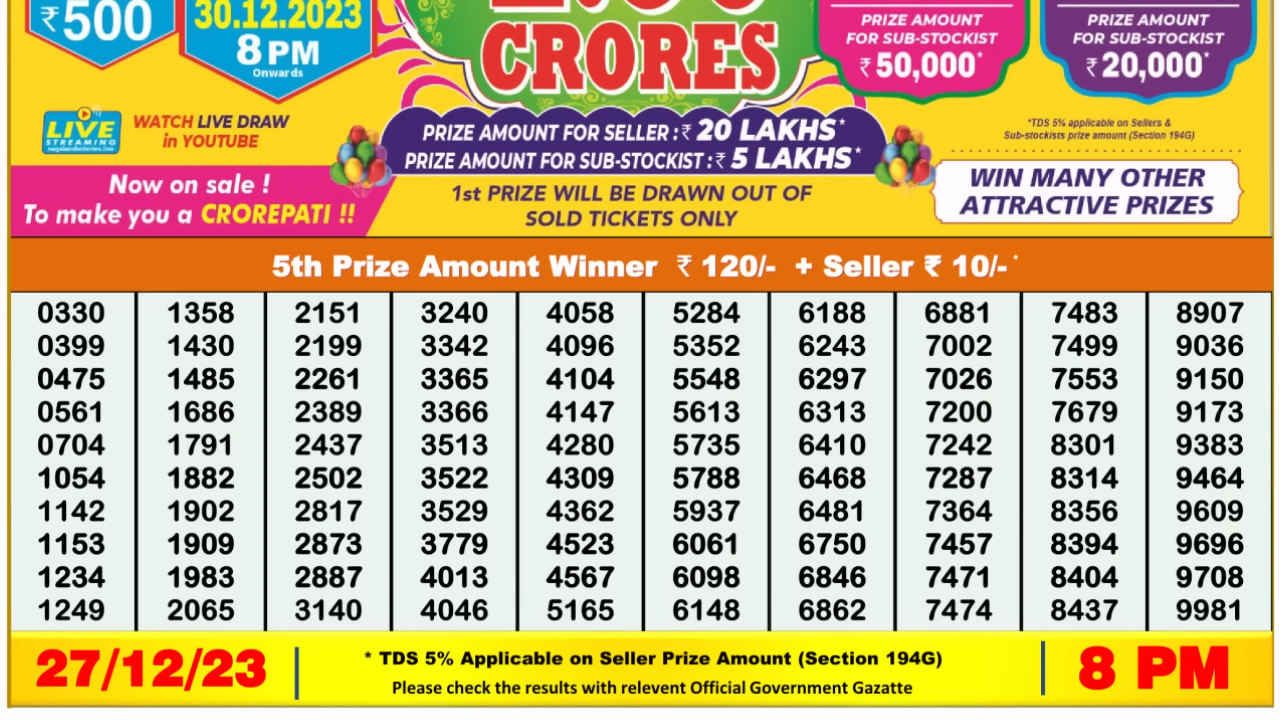 ₹500
30.12.2023
8 PM
Onwards
CRORES
PRIZE AMOUNT
FOR SUB-STOCKIST
₹ 50,000*
PRIZE AMOUNT
FOR SUB-STOCKIST
₹ 20,000*
LIVE
STREAMING
nagalandlotteries.live
WATCH LIVE DRAW
in YOUTUBE
PRIZE AMOUNT FOR SELLER : ₹ 20 LAKHS*
PRIZE AMOUNT FOR SUB-STOCKIST : ₹ 5 LAKHS*
*TDS 5% applicable on Sellers &
Sub-stockists prize amount (Section 194G)
Now on sale !
To make you a CROREPATI !!
1st PRIZE WILL BE DRAWN OUT OF
SOLD TICKETS ONLY
WIN MANY OTHER
ATTRACTIVE PRIZES
5th Prize Amount Winner ₹ 120/- + Seller ₹ 10/-*
0330 1358 2151 3240 4058 5284 6188 6881 7483 8907
0399 1430 2199 3342 4096 5352 6243 7002 7499 9036
0475 1485 2261 3365 4104 5548 6297 7026 7553 9150
0561 1686 2389 3366 4147 5613 6313 7200 7679 9173
0704 1791 2437 3513 4280 5735 6410 7242 8301 9383
1054 1882 2502 3522 4309 5788 6468 7287 8314 9464
1142 1902 2817 3529 4362 5937 6481 7364 8356 9609
1153 1909 2873 3779 4523 6061 6750 7457 8394 9696
1234 1983 2887 4013 4567 6098 6846 7471 8404 9708
1249 2065 3140 4046 5165 6148 6862 7474 8437 9981
27/12/23
* TDS 5% Applicable on Seller Prize Amount (Section 194G)
Please check the results with relevent Official Government Gazatte
8 PM